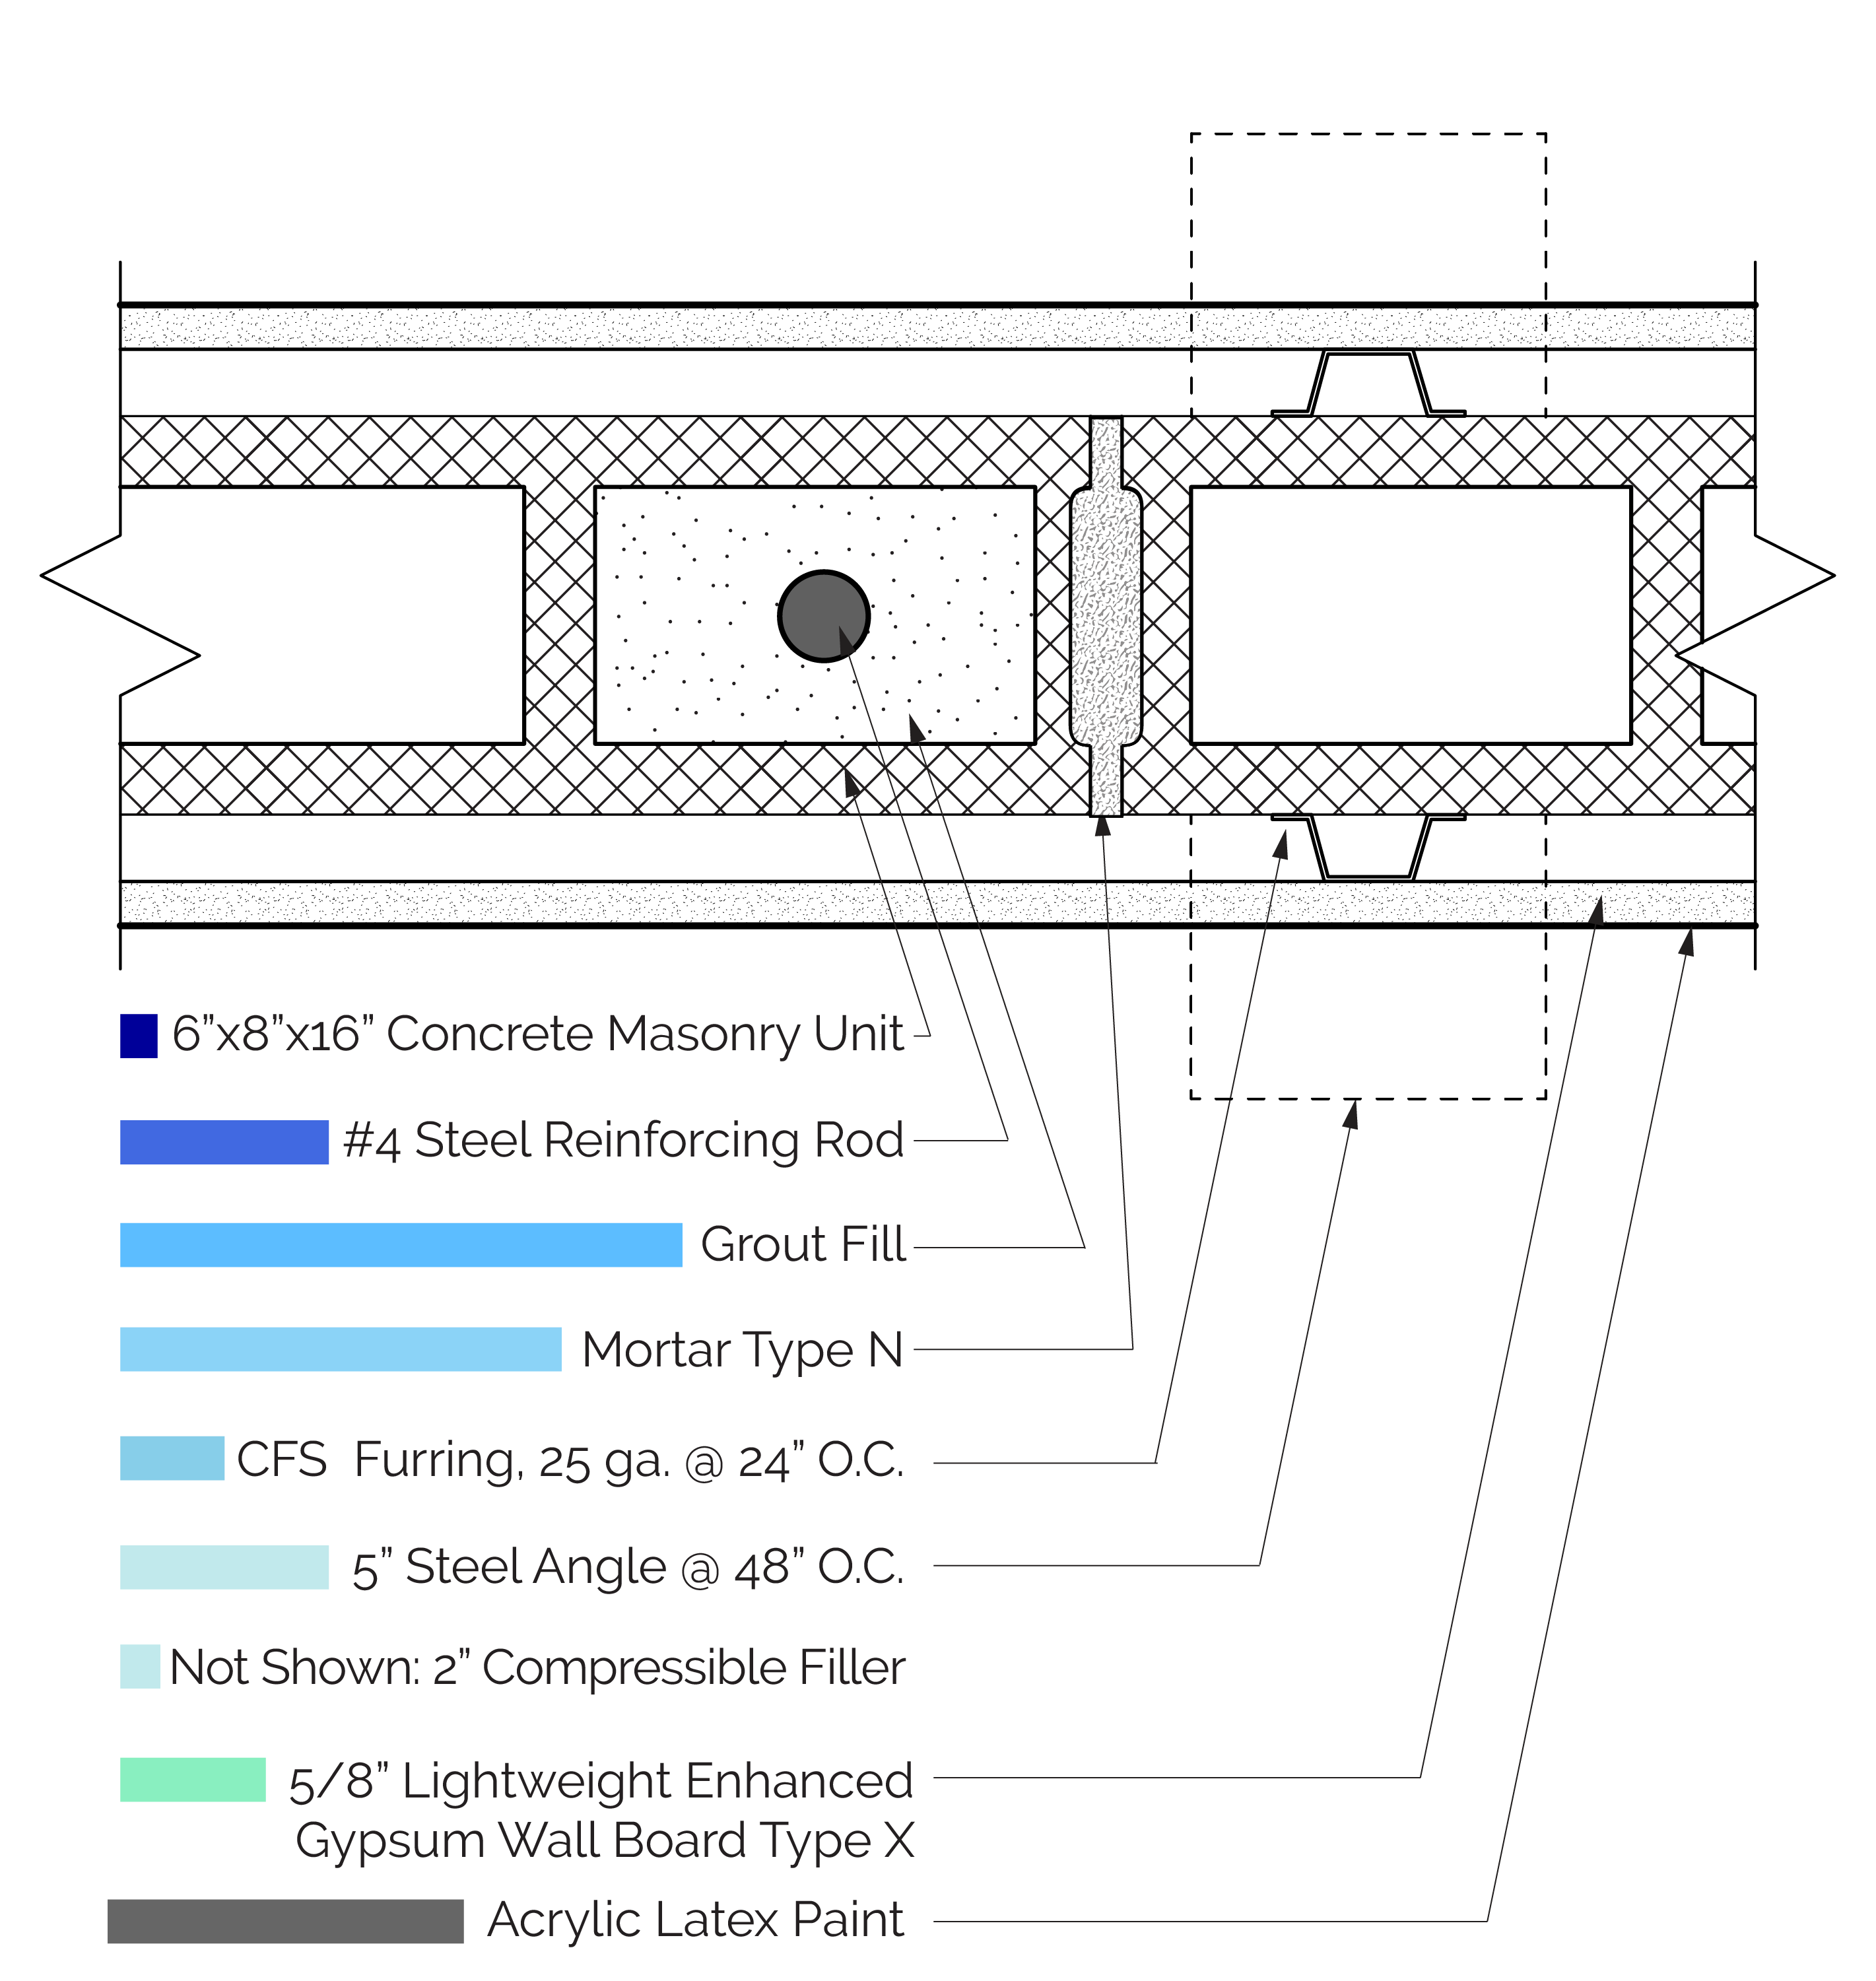 6”x8”x16” Concrete Masonry Unit
#4 Steel Reinforcing Rod
Grout Fill
Mortar Type N
CFS  Furring, 25 ga. @ 24” O.C.
5” Steel Angle @ 48” O.C.
Not Shown: 2” Compressible Filler
5/8” Lightweight Enhanced
Gypsum Wall Board Type X
Acrylic Latex Paint